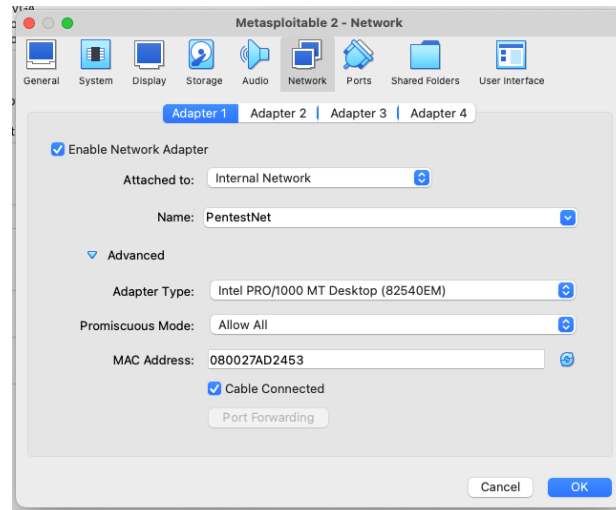 VGA
Metasploitable 2 - Network
General System Display Storage Audio Network Ports Shared Folders User Interface
Adapter 1 Adapter 2 Adapter 3 Adapter 4
Enable Network Adapter
Attached to: Internal Network
Name: PentestNet
Advanced
Adapter Type: Intel PRO/1000 MT Desktop (82540EM)
Promiscuous Mode: Allow All
MAC Address: 080027AD2453
Cable Connected
Port Forwarding
Cancel OK